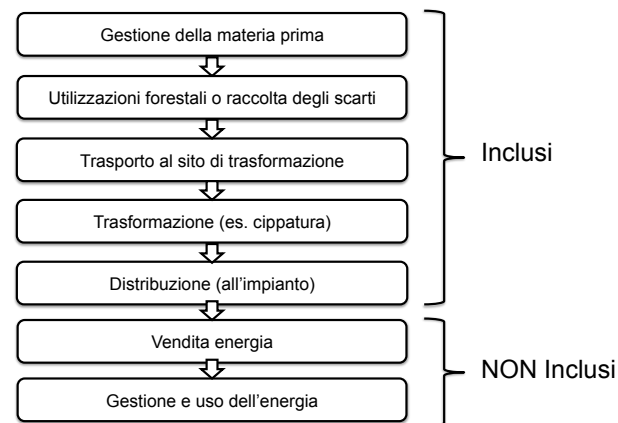 Gestione della materia prima
Utilizzazioni forestali o raccolta degli scarti
Trasporto al sito di trasformazione
Trasformazione (es. cippatura)
Distribuzione (all'impianto)
Inclusi
Vendita energia
Gestione e uso dell'energia
NON Inclusi